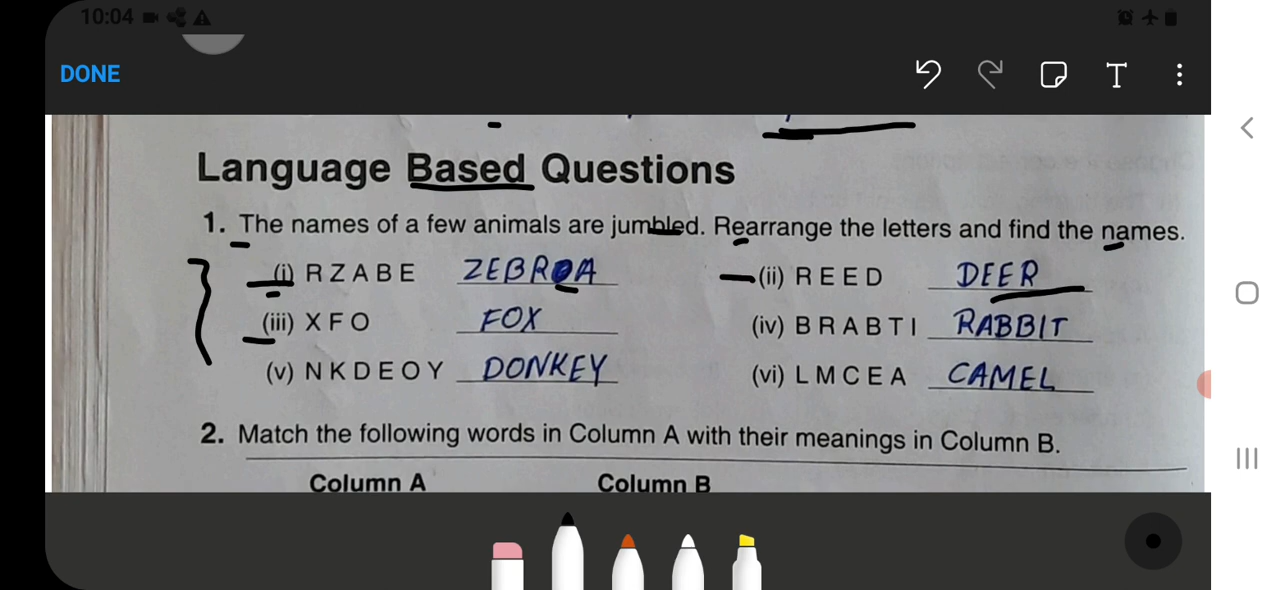 10:04
DONE
T
Language Based Questions
1. The names of a few animals are jumbled. Rearrange the letters and find the names.
(i) R Z A B E ZEBRA (ii) R E E D DEER
(iii) X F O FOX (iv) B R A B T I RABBIT
(v) N K D E O Y DONKEY (vi) L M C E A CAMEL
2. Match the following words in Column A with their meanings in Column B.
Column A Column B